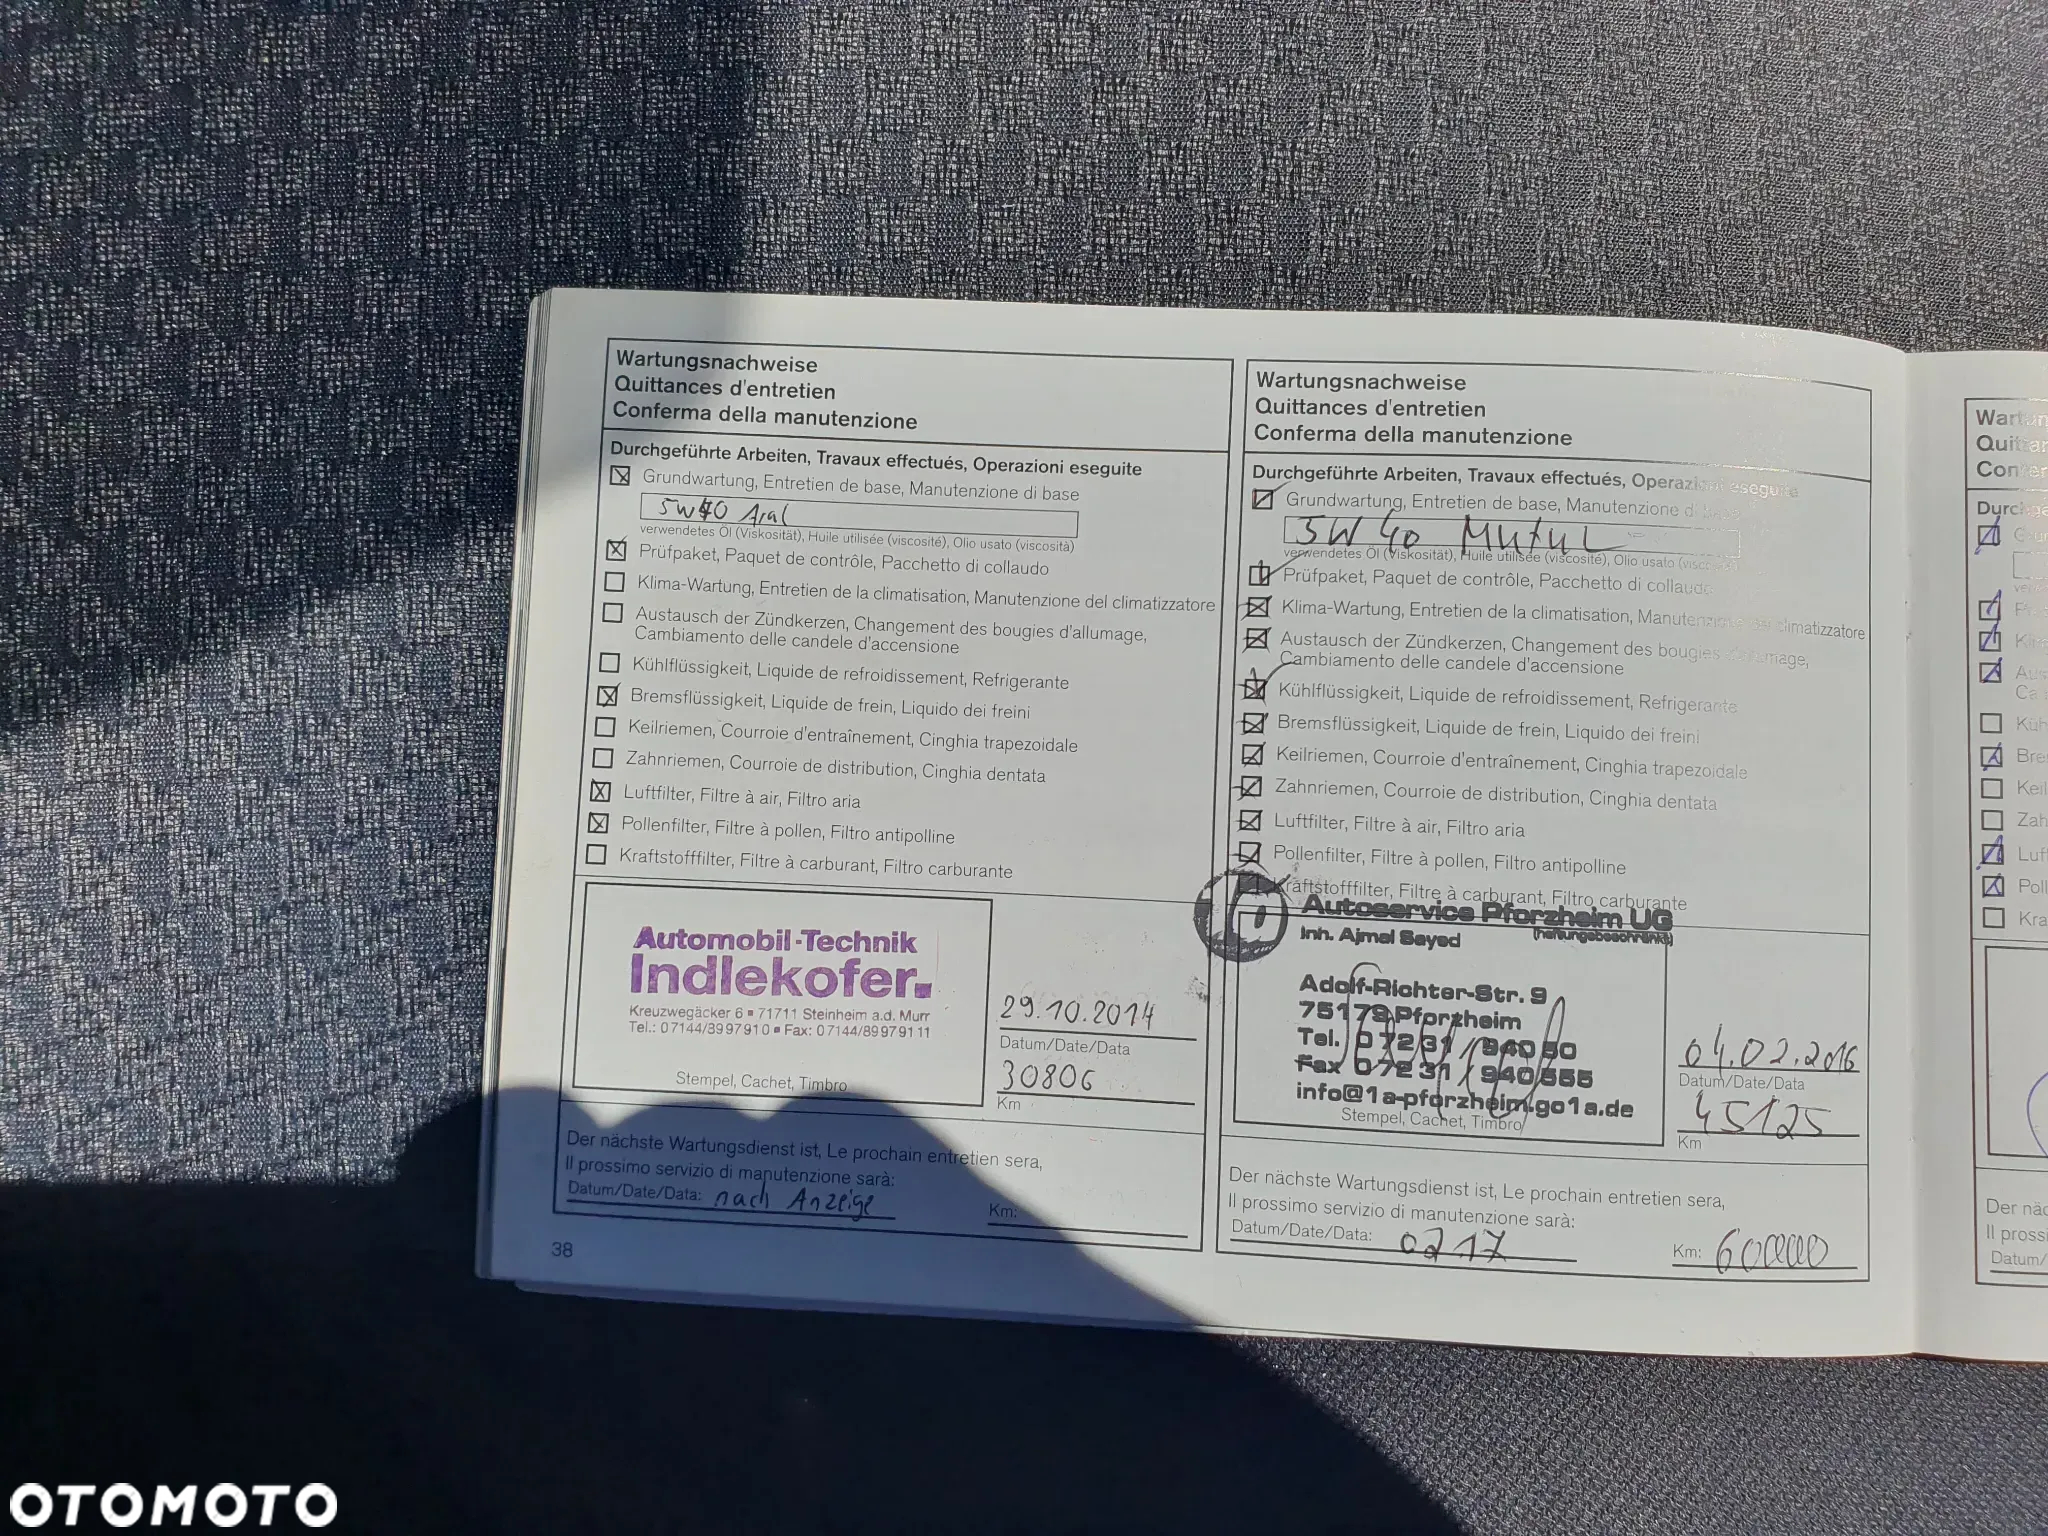 Wartungsnachweise
Quittances d'entretien
Conferma della manutenzione
Durchgeführte Arbeiten, Travaux effectués, Operazioni eseguite
Grundwartung, Entretien de base, Manutenzione di base
5W40 Aral
verwendetes Öl (Viskosität), Huile utilisée (viscosité), Olio usato (viscosità)
Prüfpaket, Paquet de contrôle, Pacchetto di collaudo
Klima-Wartung, Entretien de la climatisation, Manutenzione del climatizzatore
Austausch der Zündkerzen, Changement des bougies d'allumage,
Cambiamento delle candele d'accensione
Kühlflüssigkeit, Liquide de refroidissement, Refrigerante
Bremsflüssigkeit, Liquide de frein, Liquido dei freini
Keilriemen, Courroie d'entraînement, Cinghia trapezoidale
Zahnriemen, Courroie de distribution, Cinghia dentata
Luftfilter, Filtre à air, Filtro aria
Pollenfilter, Filtre à pollen, Filtro antipolline
Kraftstofffilter, Filtre à carburant, Filtro carburante
Automobil-Technik
Indlekofer
Kreuzwegäcker 6 ▪ 71711 Steinheim a.d. Murr
Tel.: 07144/3997910 ▪ Fax: 07144/89979111
Stempel, Cachet, Timbro
29.10.2014
Datum/Date/Data
30806
Km
Der nächste Wartungsdienst ist, Le prochain entretien sera,
Il prossimo servizio di manutenzione sarà:
Datum/Date/Data: nach Anzeige
Km:
38
Wartungsnachweise
Quittances d'entretien
Conferma della manutenzione
Durchgeführte Arbeiten, Travaux effectués, Operazioni eseguite
Grundwartung, Entretien de base, Manutenzione di base
5W40 Mutul
verwendetes Öl (Viskosität), Huile utilisée (viscosité), Olio usato
Prüfpaket, Paquet de contrôle, Pacchetto di collaudo
Klima-Wartung, Entretien de la climatisation, Manutenzione del climatizzatore
Austausch der Zündkerzen, Changement des bougies d'allumage,
Cambiamento delle candele d'accensione
Kühlflüssigkeit, Liquide de refroidissement, Refrigerante
Bremsflüssigkeit, Liquide de frein, Liquido dei freini
Keilriemen, Courroie d'entraînement, Cinghia trapezoidale
Zahnriemen, Courroie de distribution, Cinghia dentata
Luftfilter, Filtre à air, Filtro aria
Pollenfilter, Filtre à pollen, Filtro antipolline
Kraftstofffilter, Filtre à carburant, Filtro carburante
Autoservice Pforzheim UG
(haftungsbeschränkt)
Inh. Ajmal Sayed
Adolf-Richter-Str. 9
75179 Pforzheim
Tel. 07231 / 940 50
Fax 07231 / 940 555
info@1a-pforzheim.go1a.de
Stempel, Cachet, Timbro
04.02.2016
Datum/Date/Data
45125
Km
Der nächste Wartungsdienst ist, Le prochain entretien sera,
Il prossimo servizio di manutenzione sarà:
Datum/Date/Data: 0217
Km: 60000
Der
Il prossi
Datum/
OTOMOTO